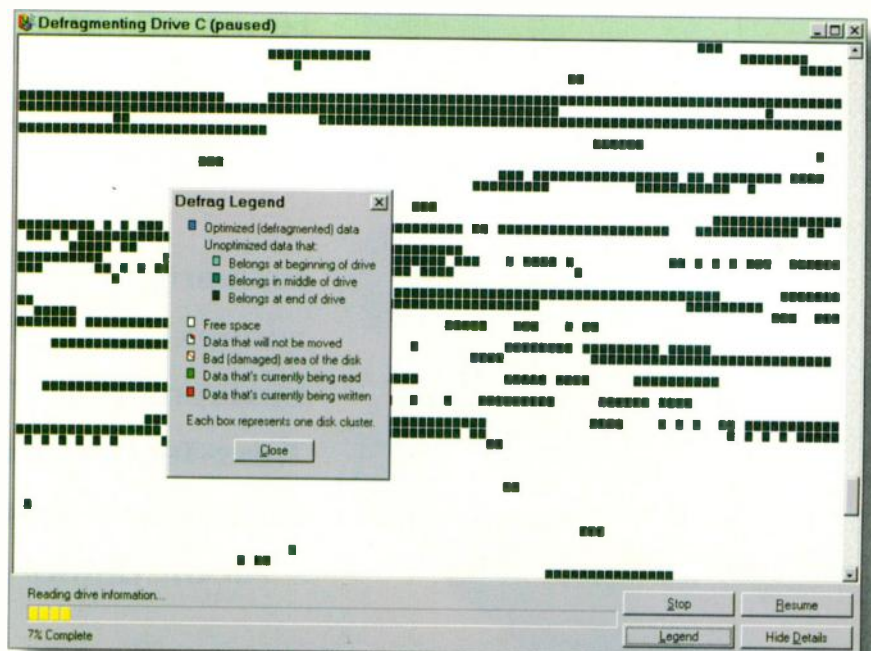 Defragmenting Drive C (paused)
Defrag Legend
Optimized (defragmented) data
Unoptimized data that:
Belongs at beginning of drive
Belongs in middle of drive
Belongs at end of drive
Free space
Data that will not be moved
Bad (damaged) area of the disk
Data that's currently being read
Data that's currently being written
Each box represents one disk cluster.
Close
Reading drive information...
7% Complete
Stop
Resume
Legend
Hide Details